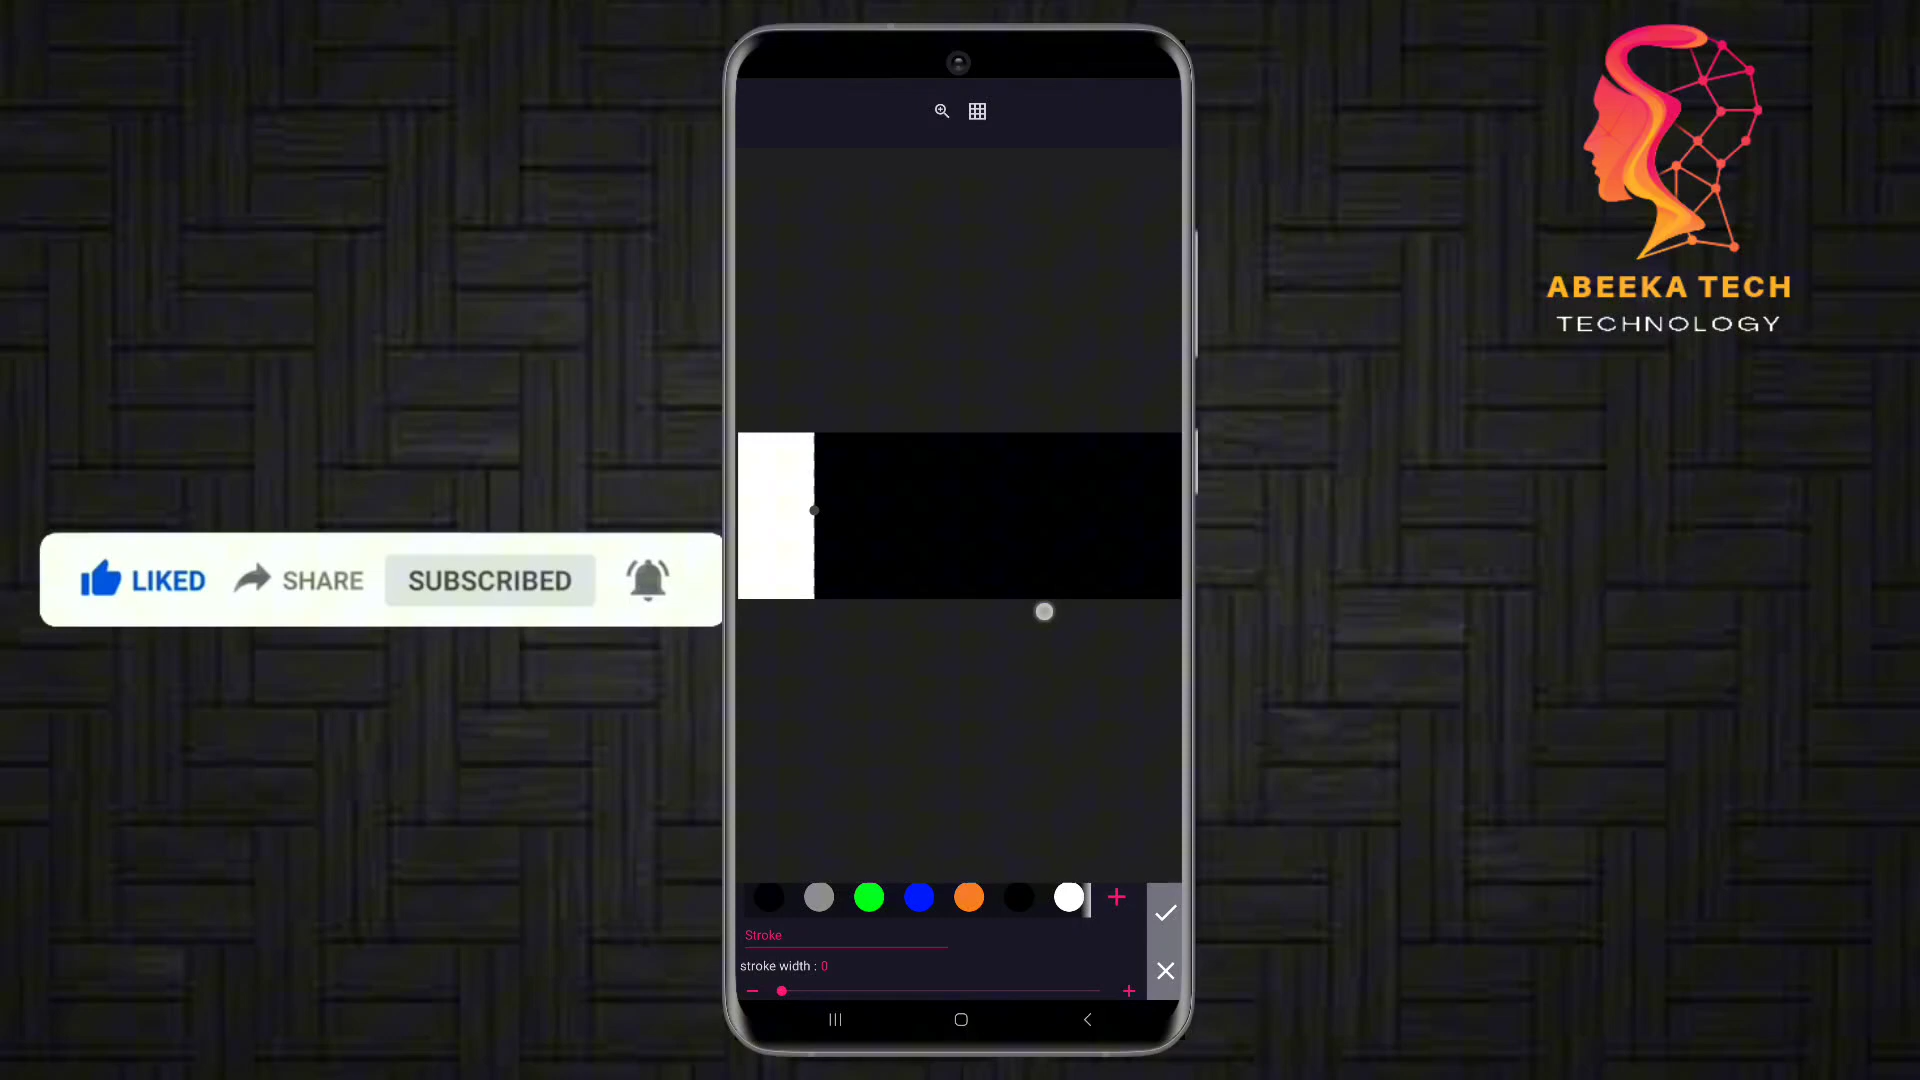 ABEEKA TECH
TECHNOLOGY
LIKED SHARE SUBSCRIBED
Stroke
stroke width : 0